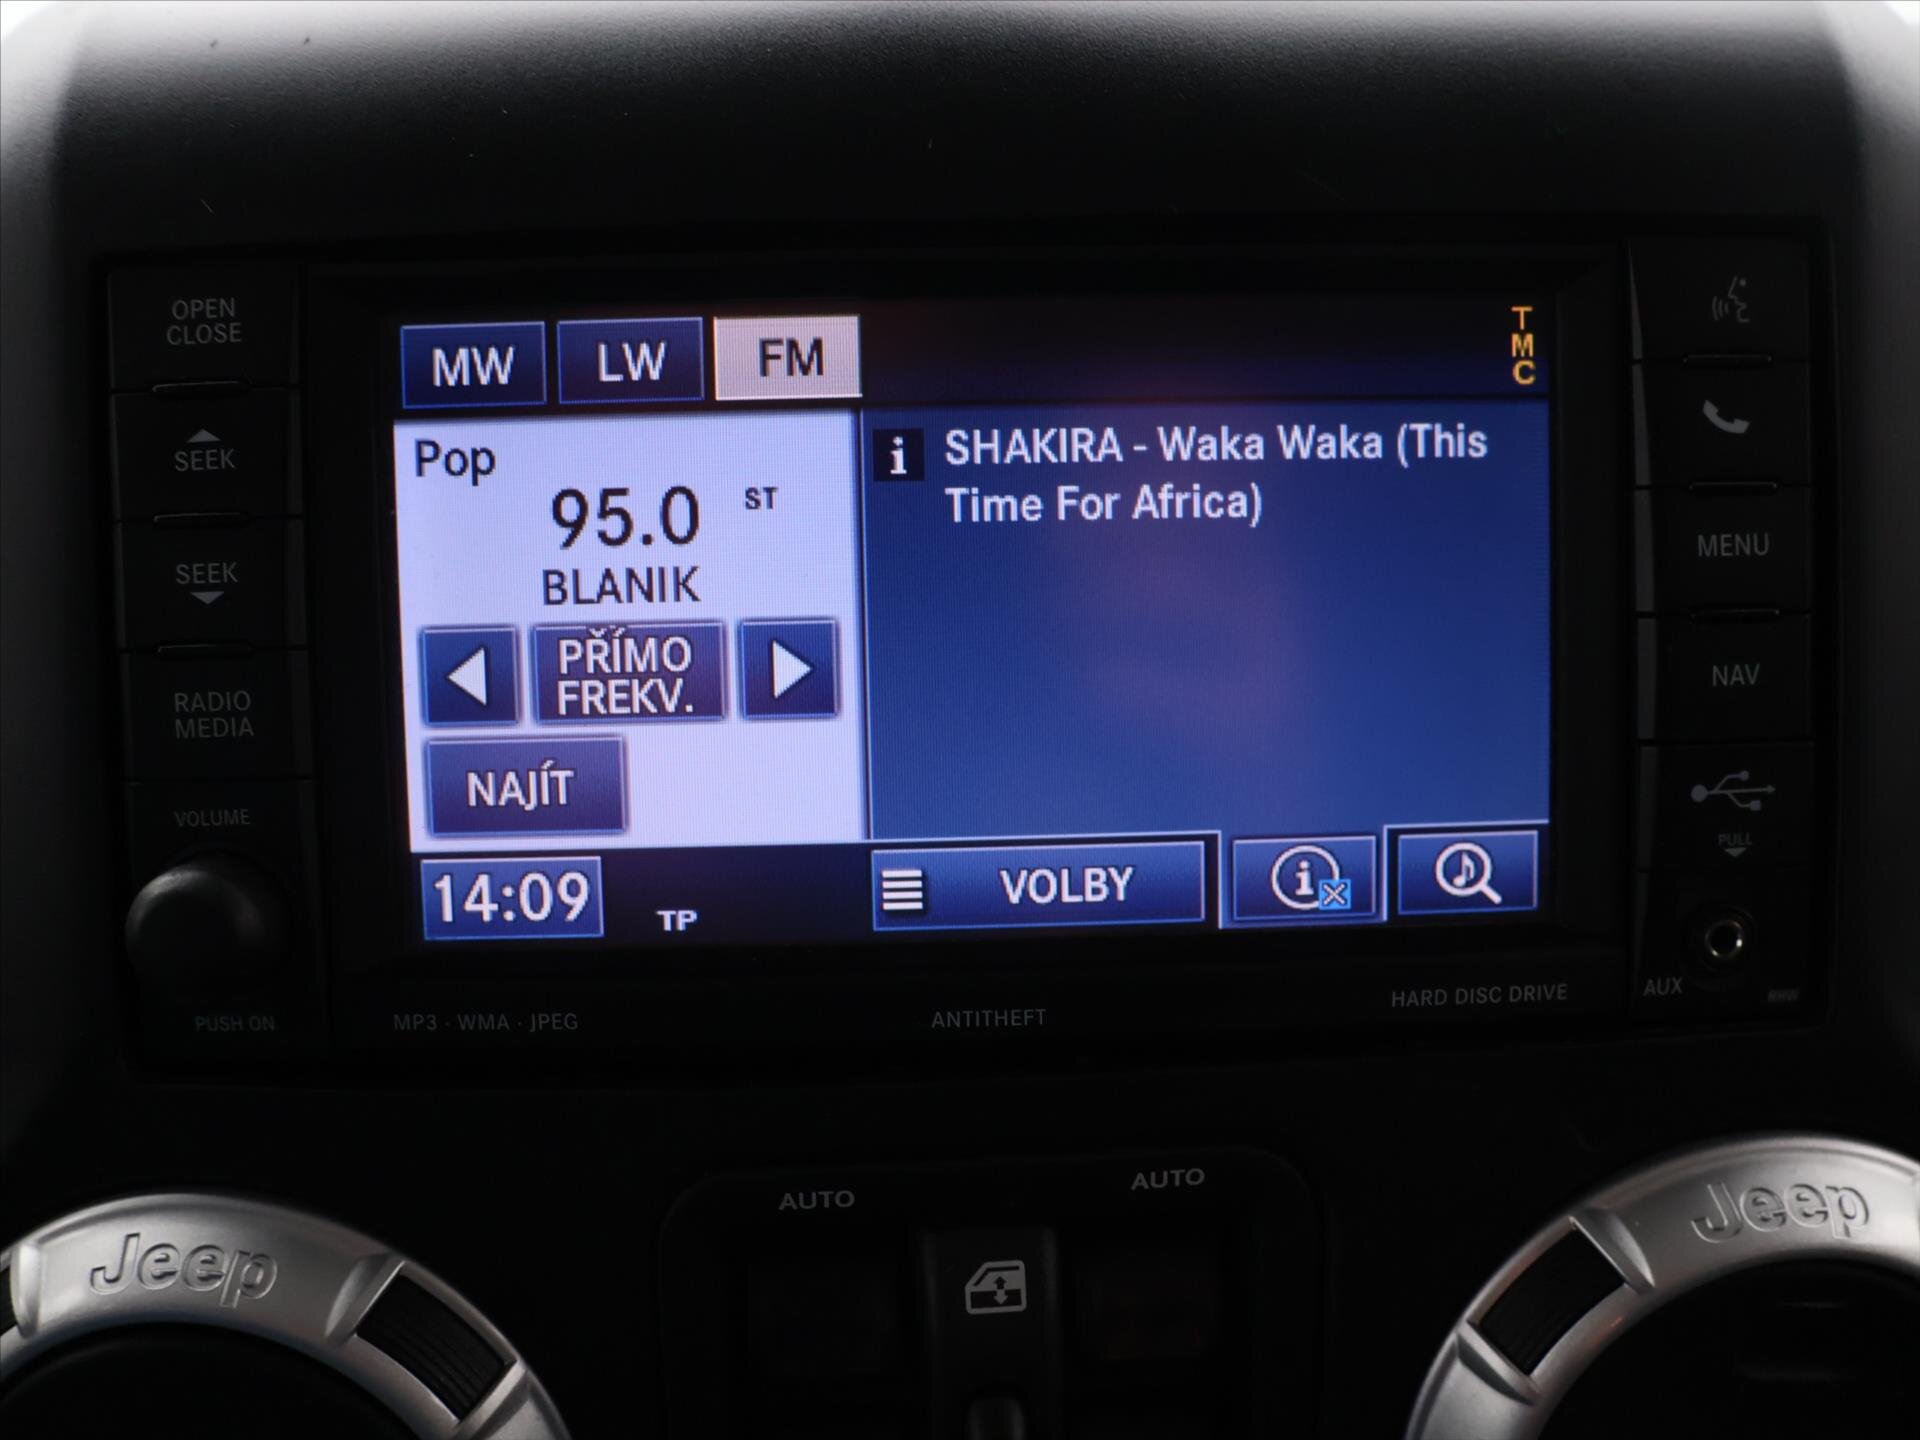 OPEN
CLOSE
SEEK
SEEK
RADIO
MEDIA
VOLUME
PUSH ON
MW
LW
FM
TMC
Pop
95.0 ST
BLANIK
PŘÍMO
FREKV.
NAJÍT
i
SHAKIRA - Waka Waka (This
Time For Africa)
14:09
TP
VOLBY
i
MENU
NAV
PULL
AUX
RHW
MP3 · WMA · JPEG
ANTITHEFT
HARD DISC DRIVE
AUTO
AUTO
Jeep
Jeep